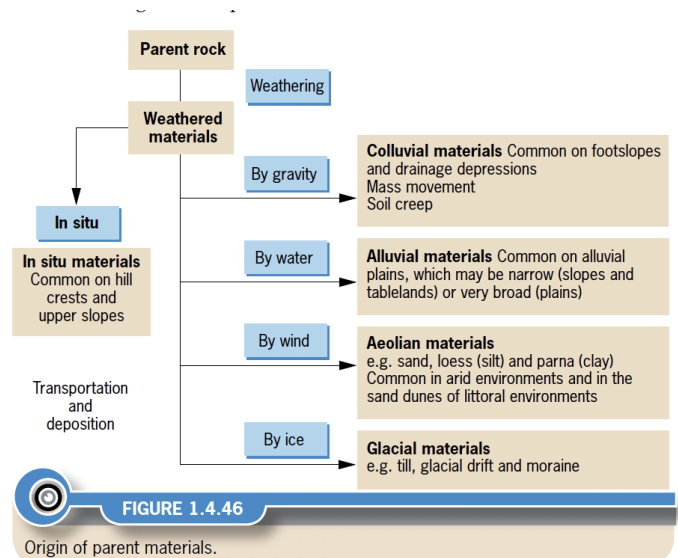 Parent rock
Weathering
Weathered
materials
By gravity
Colluvial materials Common on footslopes
and drainage depressions
Mass movement
Soil creep
In situ
In situ materials
Common on hill
crests and
upper slopes
By water
Alluvial materials Common on alluvial
plains, which may be narrow (slopes and
tablelands) or very broad (plains)
By wind
Aeolian materials
e.g. sand, loess (silt) and parna (clay)
Common in arid environments and in the
sand dunes of littoral environments
Transportation
and
deposition
By ice
Glacial materials
e.g. till, glacial drift and moraine
FIGURE 1.4.46
Origin of parent materials.